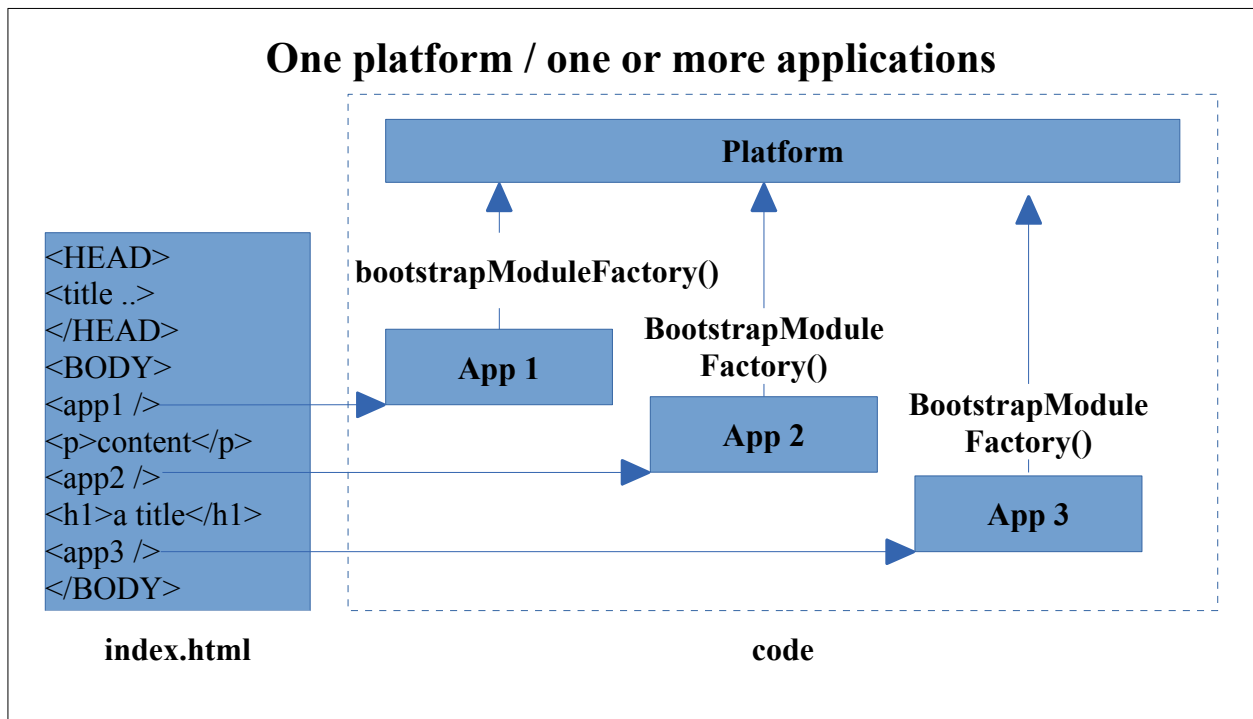 One platform / one or more applications
Platform
<HEAD>
<title ..>
</HEAD>
<BODY>
<app1 />
<p>content</p>
<app2 />
<h1>a title</h1>
<app3 />
</BODY>
index.html
bootstrapModuleFactory()
App 1
BootstrapModule
Factory()
App 2
BootstrapModule
Factory()
App 3
code